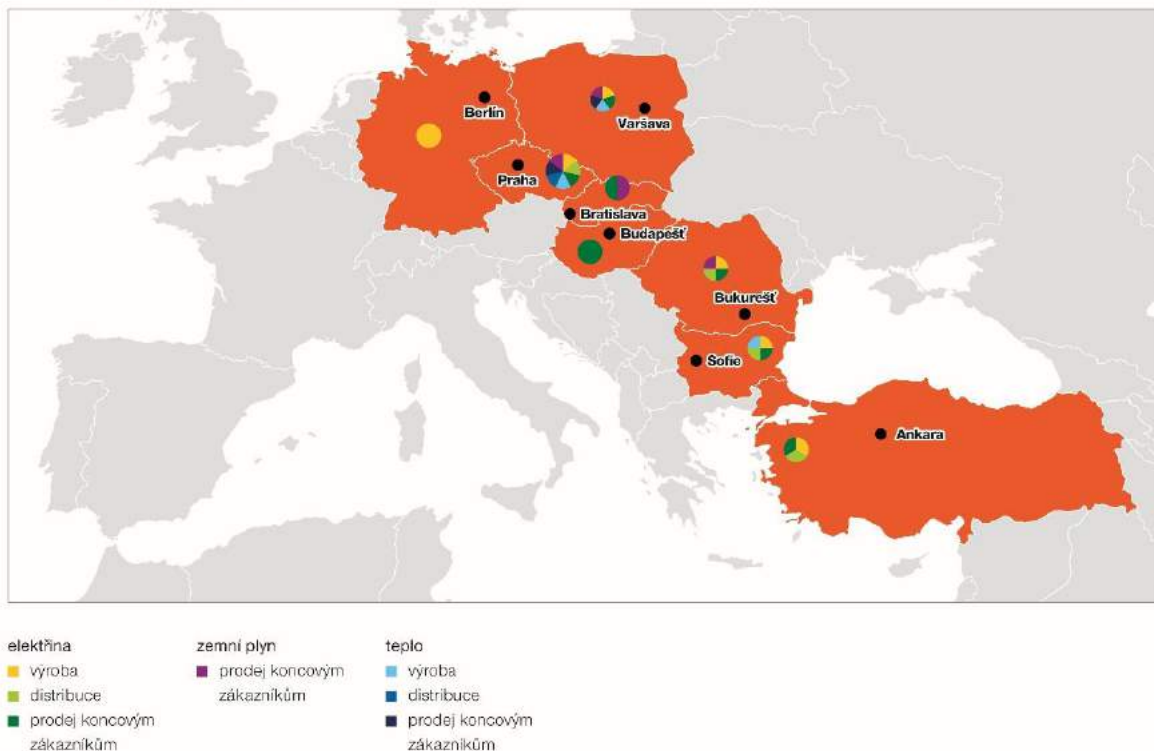 Berlín
Varšava
Praha
Bratislava
Budapešť
Bukurešť
Sofie
Ankara
elektřina
výroba
distribuce
prodej koncovým
zákazníkům
zemní plyn
prodej koncovým
zákazníkům
teplo
výroba
distribuce
prodej koncovým
zákazníkům